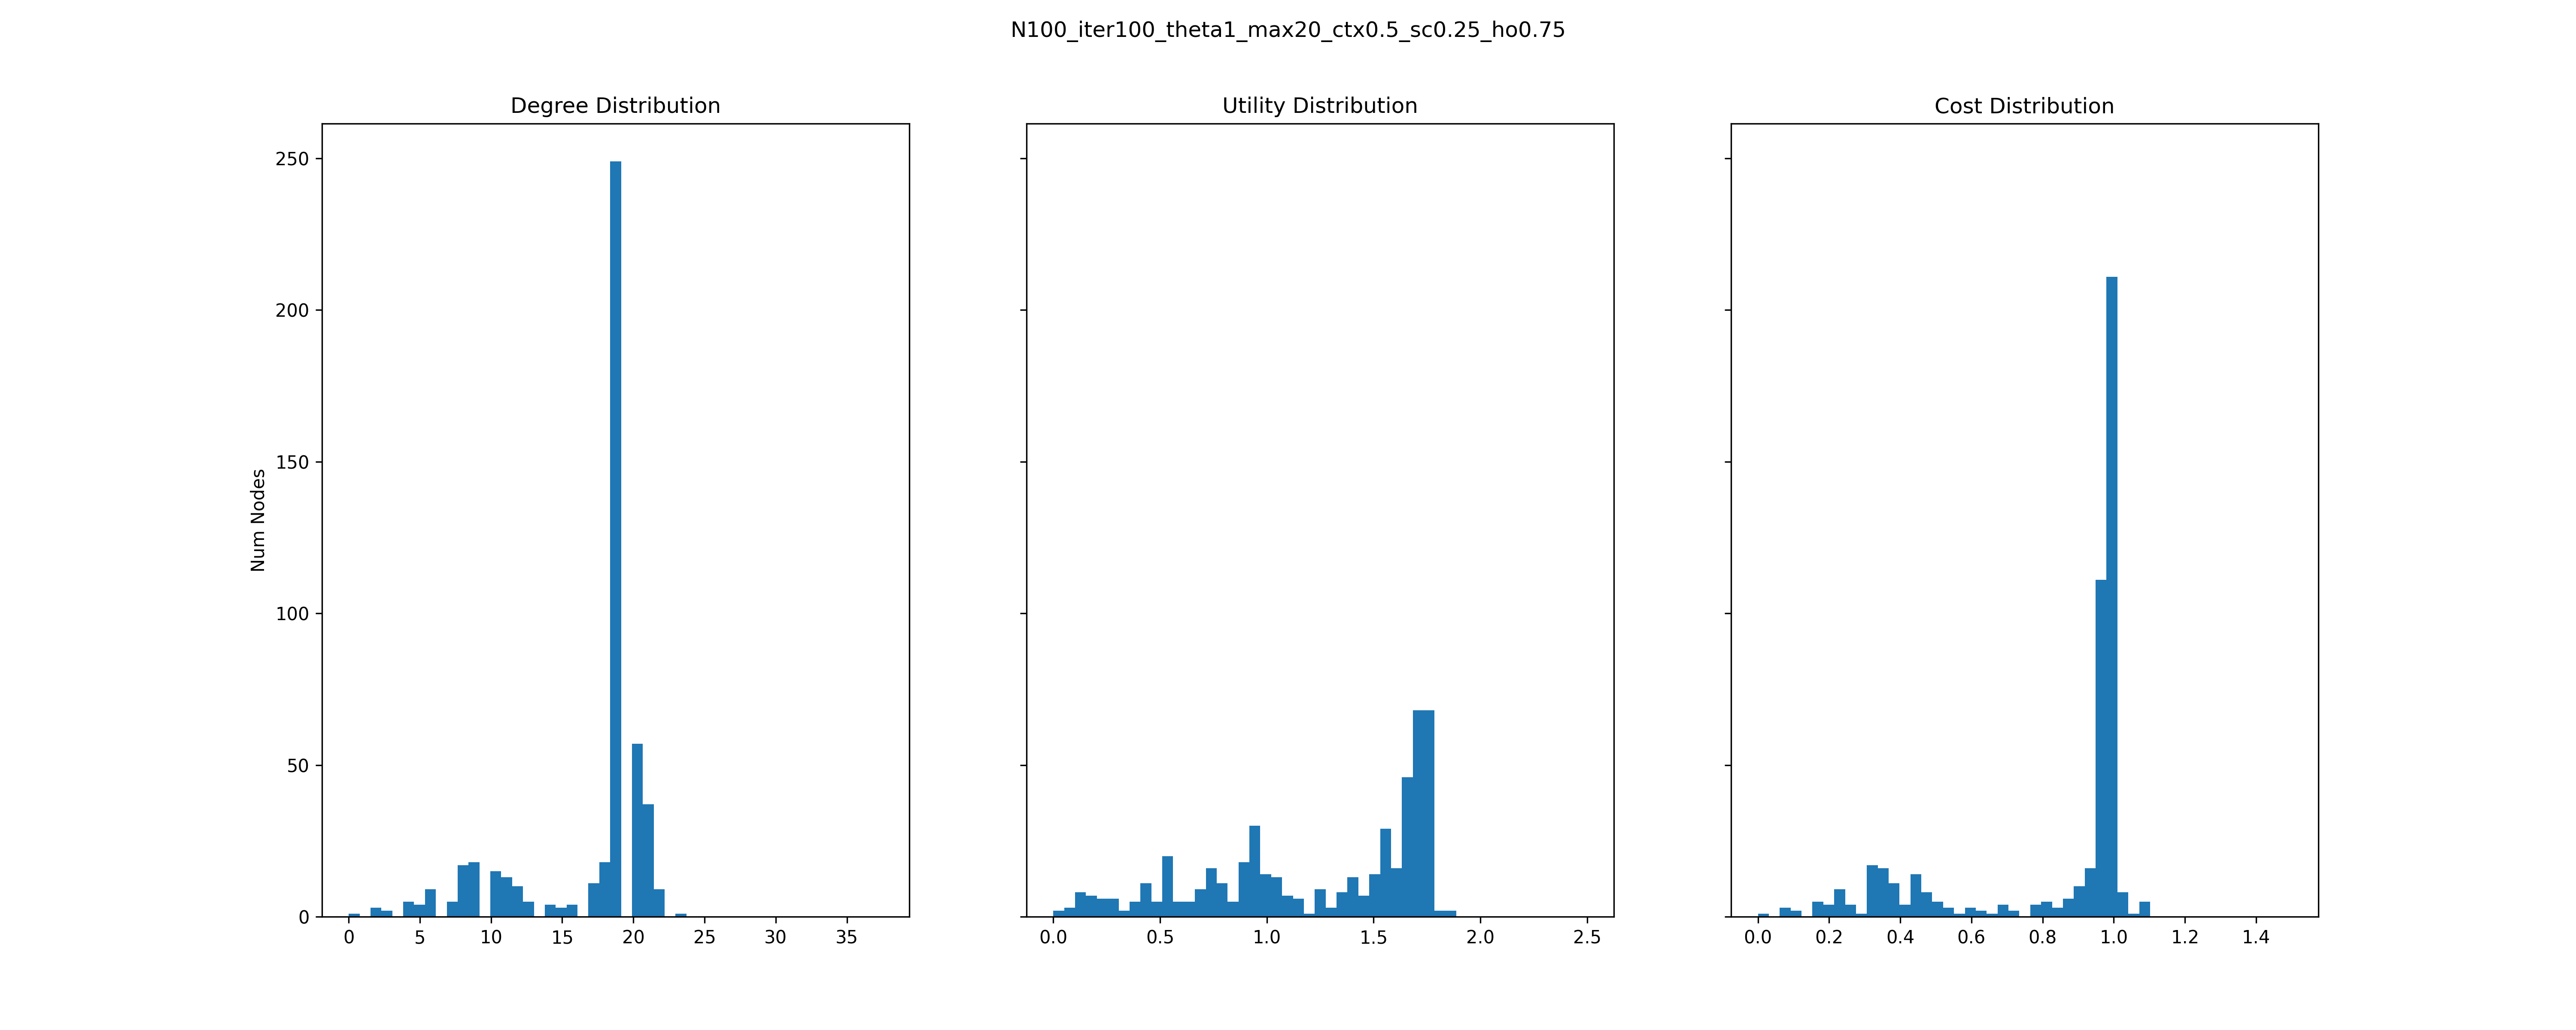 N100_iter100_theta1_max20_ctx0.5_sc0.25_ho0.75
Degree Distribution
Utility Distribution
Cost Distribution
Num Nodes
250
200
150
100
50
0
0 5 10 15 20 25 30 35
0.0 0.5 1.0 1.5 2.0 2.5
0.0 0.2 0.4 0.6 0.8 1.0 1.2 1.4